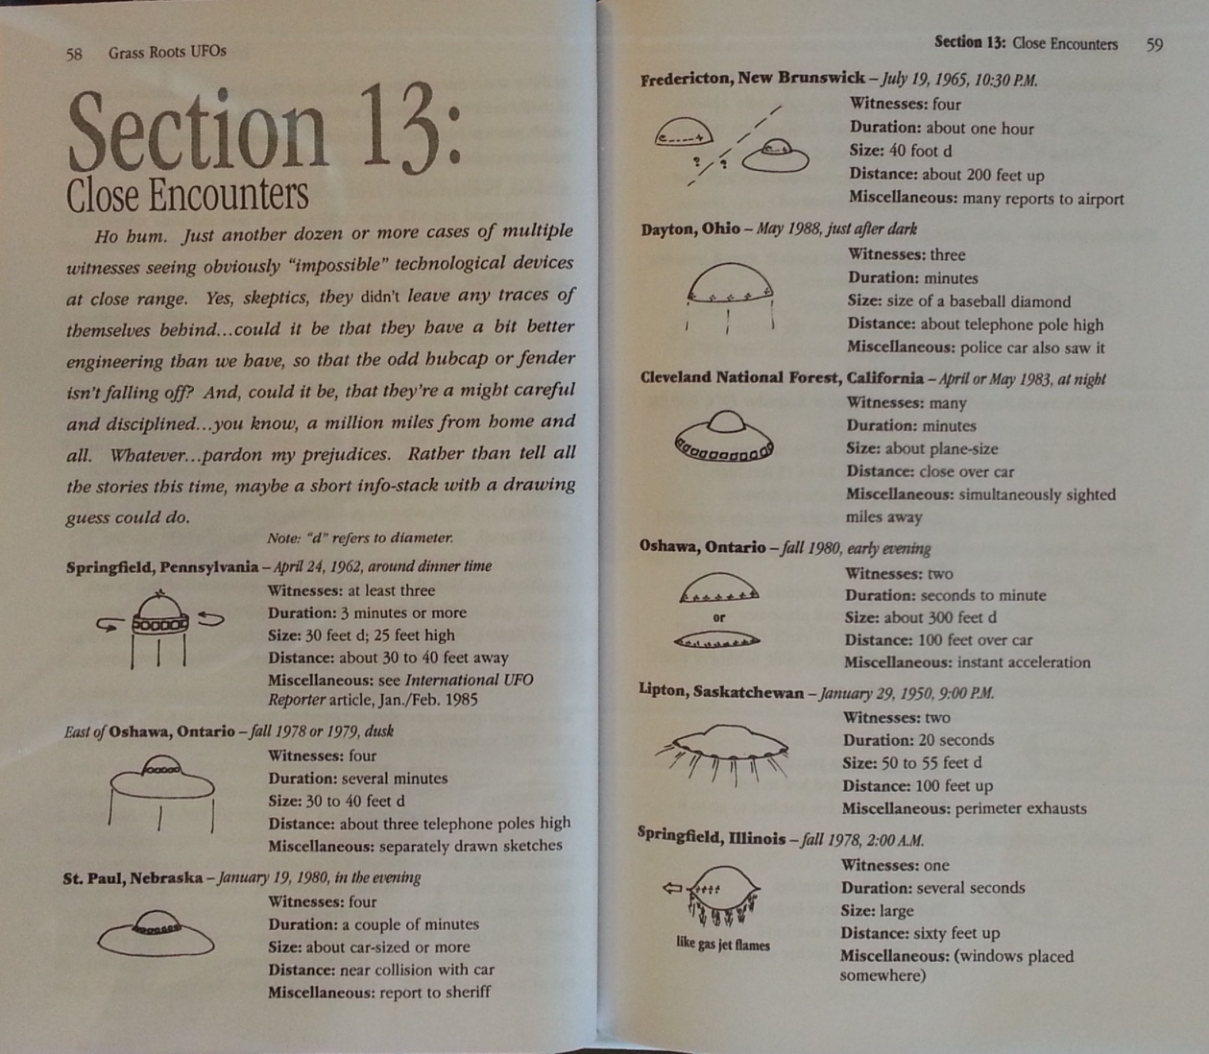 58 Grass Roots UFOs
Section 13:
Close Encounters
Ho hum. Just another dozen or more cases of multiple
witnesses seeing obviously “impossible” technological devices
at close range. Yes, skeptics, they didn't leave any traces of
themselves behind...could it be that they have a bit better
engineering than we have, so that the odd hubcap or fender
isn't falling off? And, could it be, that they're a might careful
and disciplined...you know, a million miles from home and
all. Whatever...pardon my prejudices. Rather than tell all
the stories this time, maybe a short info-stack with a drawing
guess could do.
Note: “d” refers to diameter.
Springfield, Pennsylvania – April 24, 1962, around dinner time
Witnesses: at least three
Duration: 3 minutes or more
Size: 30 feet d; 25 feet high
Distance: about 30 to 40 feet away
Miscellaneous: see International UFO
Reporter article, Jan./Feb. 1985
East of Oshawa, Ontario – fall 1978 or 1979, dusk
Witnesses: four
Duration: several minutes
Size: 30 to 40 feet d
Distance: about three telephone poles high
Miscellaneous: separately drawn sketches
St. Paul, Nebraska – January 19, 1980, in the evening
Witnesses: four
Duration: a couple of minutes
Size: about car-sized or more
Distance: near collision with car
Miscellaneous: report to sheriff
Section 13: Close Encounters 59
Fredericton, New Brunswick – July 19, 1965, 10:30 P.M.
Witnesses: four
Duration: about one hour
Size: 40 foot d
Distance: about 200 feet up
Miscellaneous: many reports to airport
? ?
Dayton, Ohio – May 1988, just after dark
Witnesses: three
Duration: minutes
Size: size of a baseball diamond
Distance: about telephone pole high
Miscellaneous: police car also saw it
Cleveland National Forest, California – April or May 1983, at night
Witnesses: many
Duration: minutes
Size: about plane-size
Distance: close over car
Miscellaneous: simultaneously sighted
miles away
Oshawa, Ontario – fall 1980, early evening
or
Witnesses: two
Duration: seconds to minute
Size: about 300 feet d
Distance: 100 feet over car
Miscellaneous: instant acceleration
Lipton, Saskatchewan – January 29, 1950, 9:00 P.M.
Witnesses: two
Duration: 20 seconds
Size: 50 to 55 feet d
Distance: 100 feet up
Miscellaneous: perimeter exhausts
Springfield, Illinois – fall 1978, 2:00 A.M.
like gas jet flames
Witnesses: one
Duration: several seconds
Size: large
Distance: sixty feet up
Miscellaneous: (windows placed
somewhere)